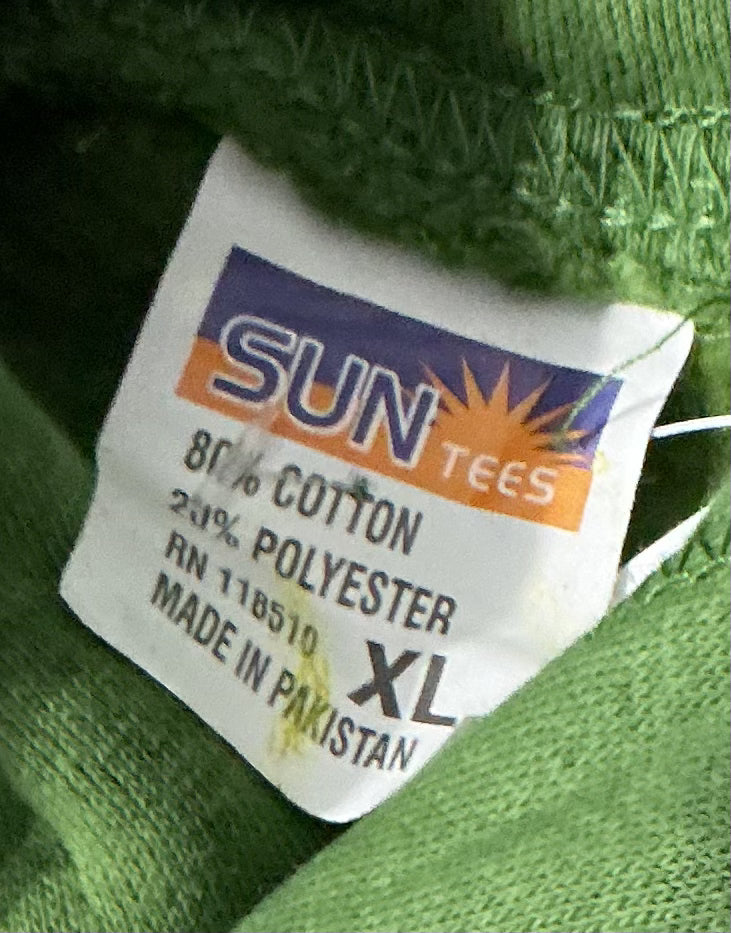 SUN TEES
80% COTTON
20% POLYESTER
RN 118510
XL
MADE IN PAKISTAN